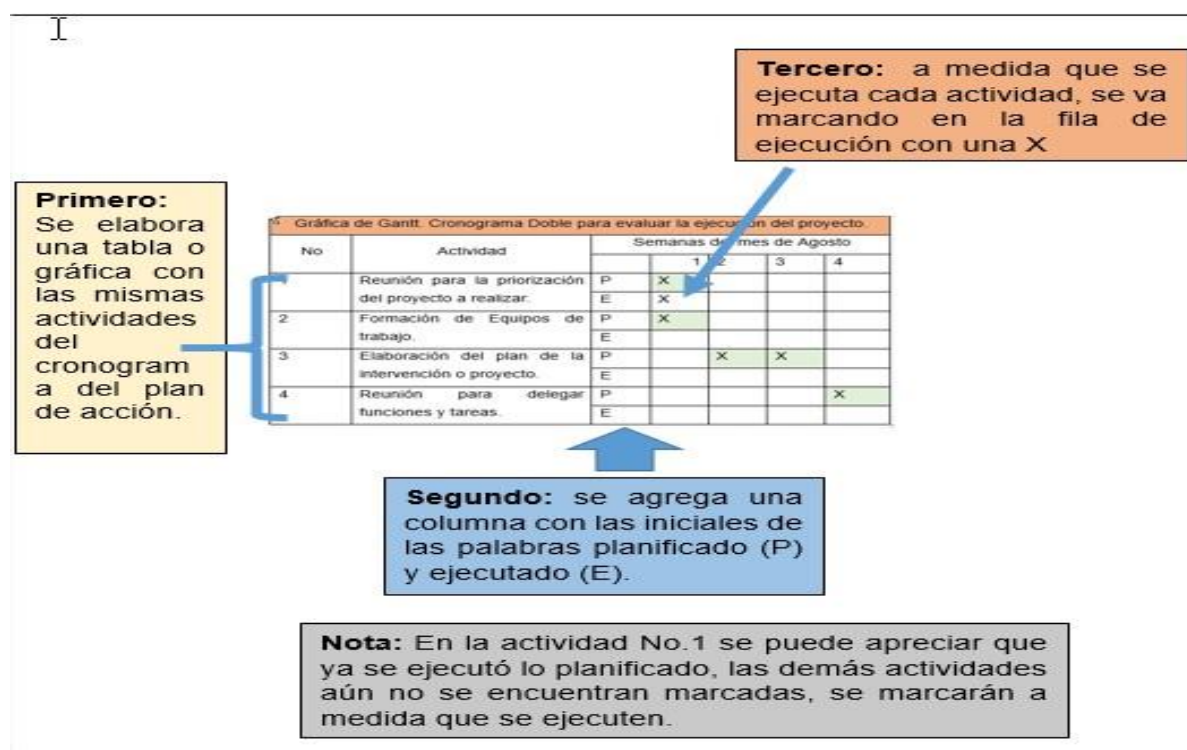 Tercero: a medida que se
ejecuta cada actividad, se va
marcando en la fila de
ejecución con una X
Primero:
Se elabora
una tabla o
gráfica con
las mismas
actividades
del
cronogram
a del plan
de acción.
Gráfica de Gantt. Cronograma Doble para evaluar la ejecución del proyecto.
No Actividad Semanas del mes de Agosto
1 2 3 4
Reunión para la priorización P X
del proyecto a realizar. E X
2 Formación de Equipos de P X
trabajo. E
3 Elaboración del plan de la P X X
intervención o proyecto. E
4 Reunión para delegar P X
funciones y tareas. E
Segundo: se agrega una
columna con las iniciales de
las palabras planificado (P)
y ejecutado (E).
Nota: En la actividad No.1 se puede apreciar que
ya se ejecutó lo planificado, las demás actividades
aún no se encuentran marcadas, se marcarán a
medida que se ejecuten.